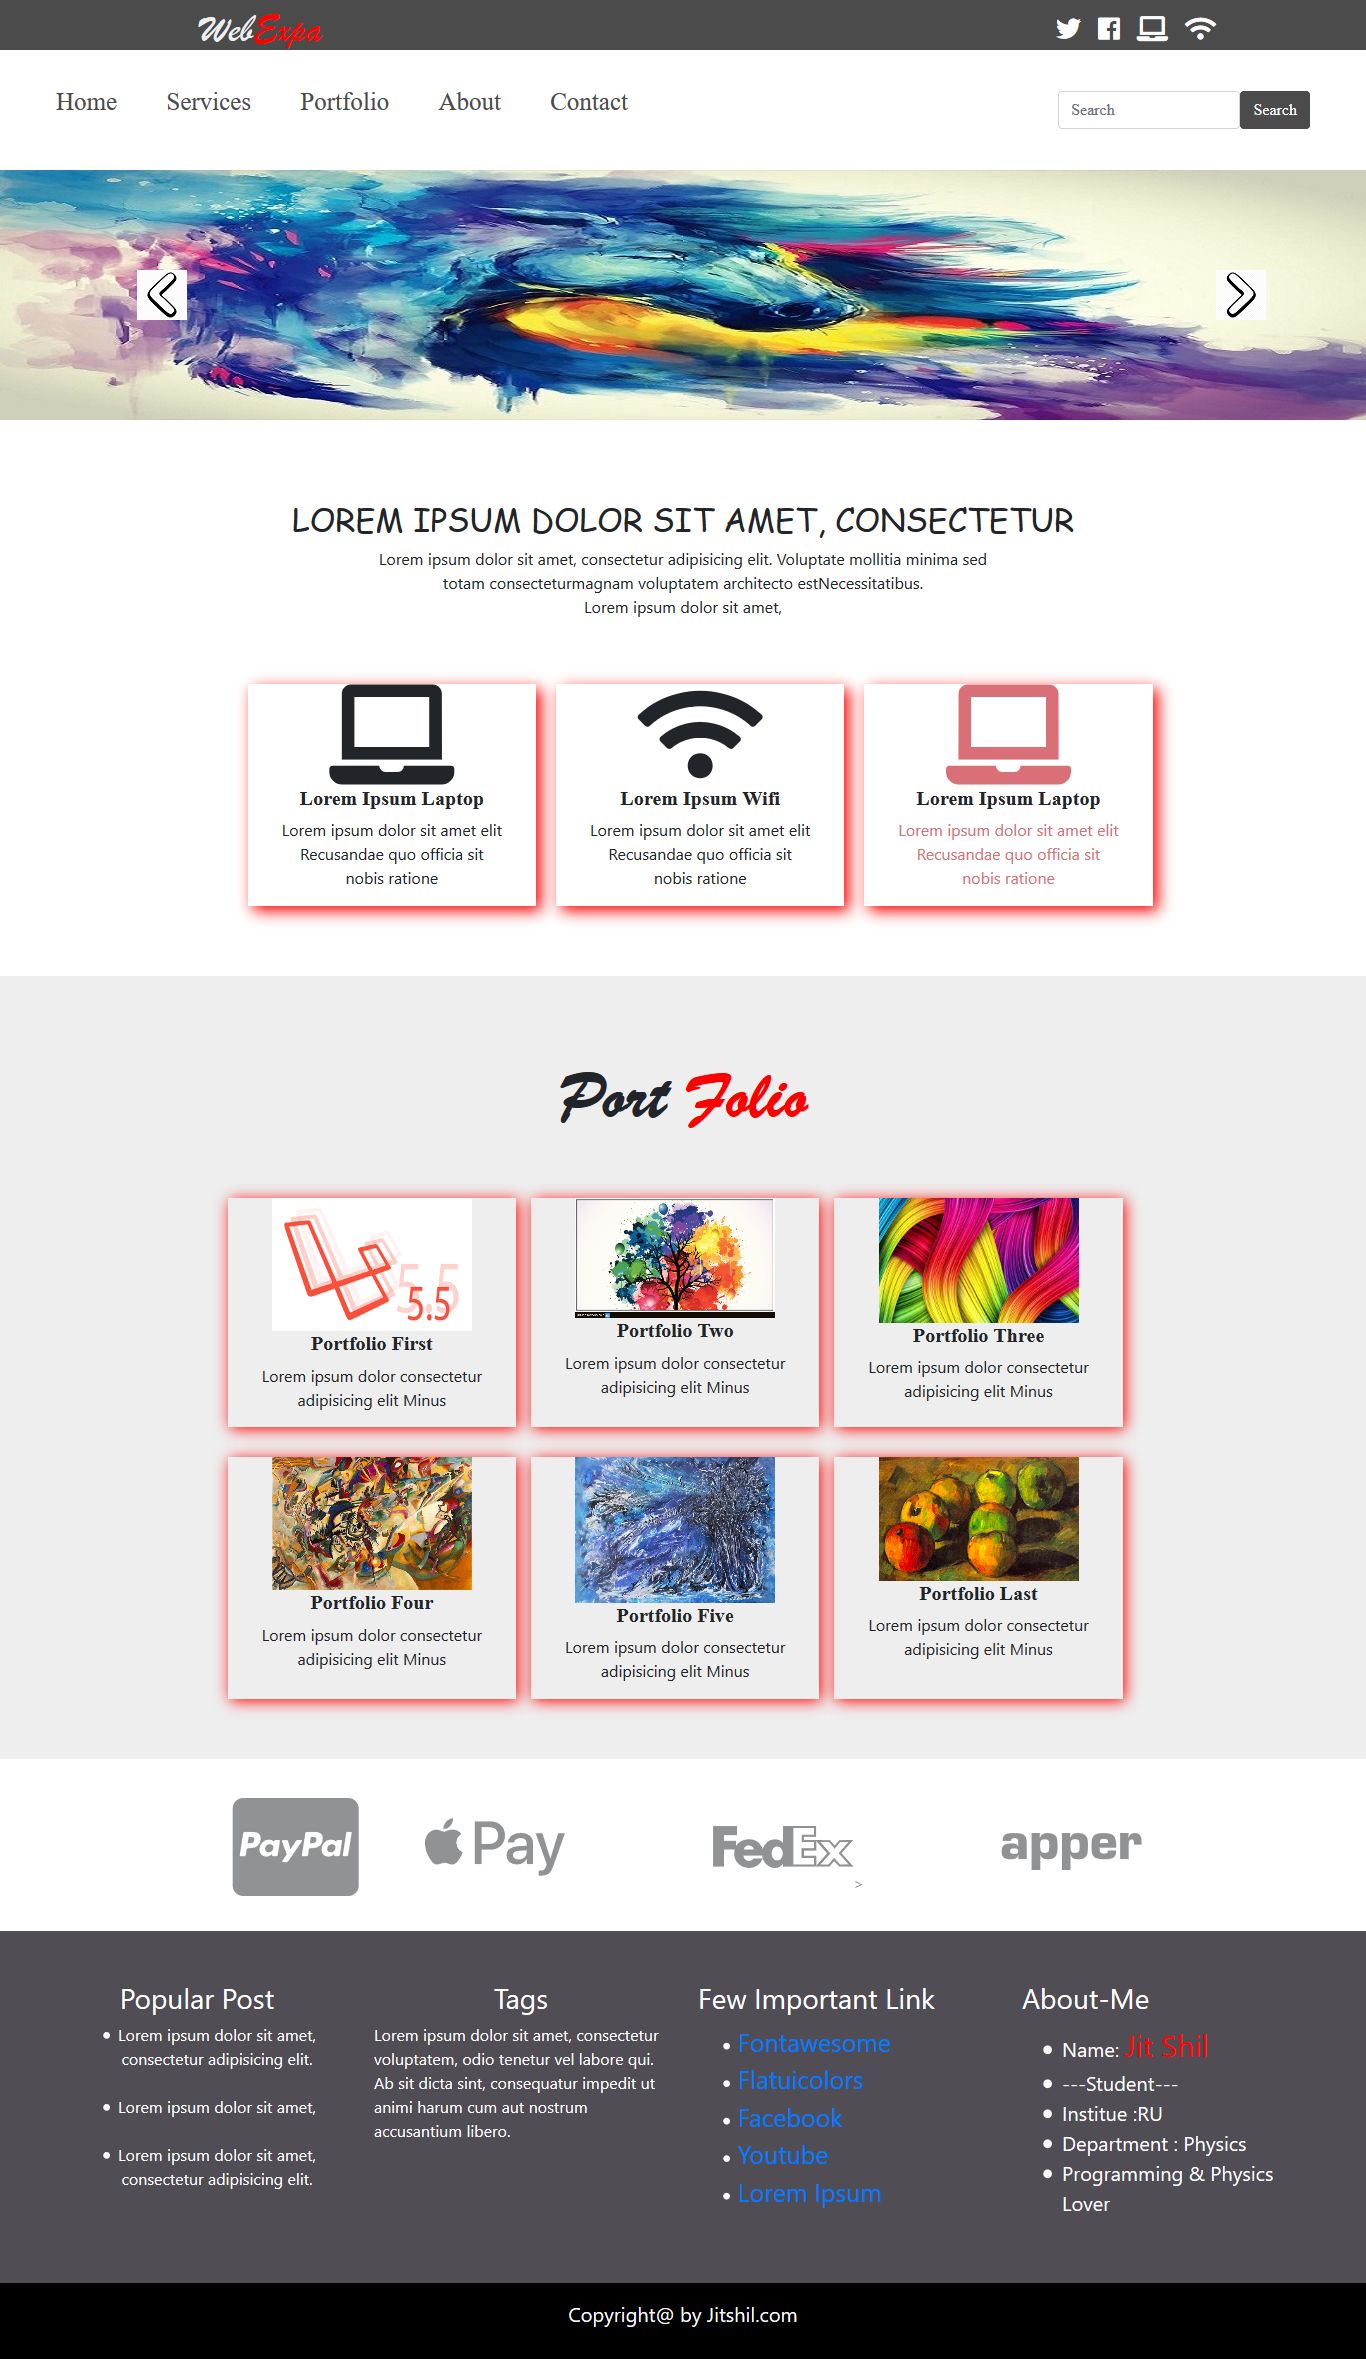 WebExpa
Home Services Portfolio About Contact
Search Search
LOREM IPSUM DOLOR SIT AMET, CONSECTETUR
Lorem ipsum dolor sit amet, consectetur adipisicing elit. Voluptate mollitia minima sed
totam consecteturmagnam voluptatem architecto estNecessitatibus.
Lorem ipsum dolor sit amet,
Lorem Ipsum Laptop
Lorem ipsum dolor sit amet elit
Recusandae quo officia sit
nobis ratione
Lorem Ipsum Wifi
Lorem ipsum dolor sit amet elit
Recusandae quo officia sit
nobis ratione
Lorem Ipsum Laptop
Lorem ipsum dolor sit amet elit
Recusandae quo officia sit
nobis ratione
Port Folio
5.5
5.5
Portfolio First
Lorem ipsum dolor consectetur
adipisicing elit Minus
Portfolio Two
Lorem ipsum dolor consectetur
adipisicing elit Minus
Portfolio Three
Lorem ipsum dolor consectetur
adipisicing elit Minus
Portfolio Four
Lorem ipsum dolor consectetur
adipisicing elit Minus
Portfolio Five
Lorem ipsum dolor consectetur
adipisicing elit Minus
Portfolio Last
Lorem ipsum dolor consectetur
adipisicing elit Minus
PayPal
Pay
FedEx
>
apper
Popular Post
• Lorem ipsum dolor sit amet,
consectetur adipisicing elit.
• Lorem ipsum dolor sit amet,
• Lorem ipsum dolor sit amet,
consectetur adipisicing elit.
Tags
Lorem ipsum dolor sit amet, consectetur
voluptatem, odio tenetur vel labore qui.
Ab sit dicta sint, consequatur impedit ut
animi harum cum aut nostrum
accusantium libero.
Few Important Link
• Fontawesome
• Flatuicolors
• Facebook
• Youtube
• Lorem Ipsum
About-Me
• Name: Jit Shil
• ---Student---
• Institue :RU
• Department : Physics
• Programming & Physics
Lover
Copyright@ by Jitshil.com